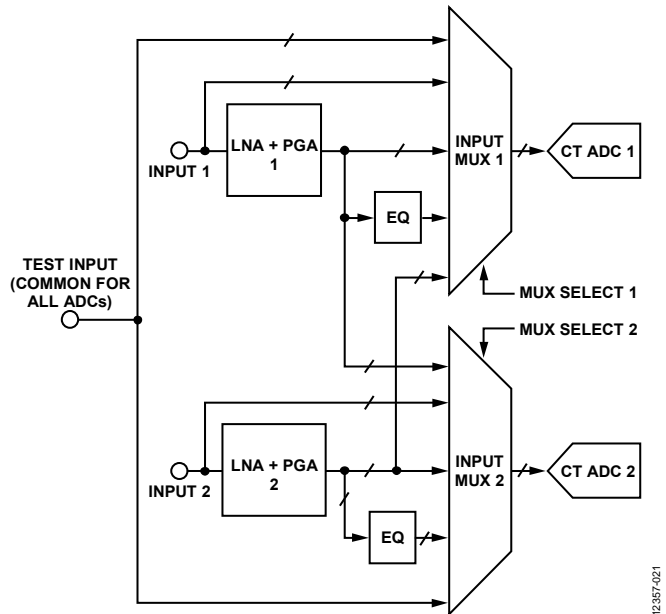 LNA + PGA
1
INPUT 1
INPUT
MUX 1
CT ADC 1
EQ
TEST INPUT
(COMMON FOR
ALL ADCs)
MUX SELECT 1
MUX SELECT 2
LNA + PGA
2
INPUT 2
INPUT
MUX 2
CT ADC 2
EQ
12357-021